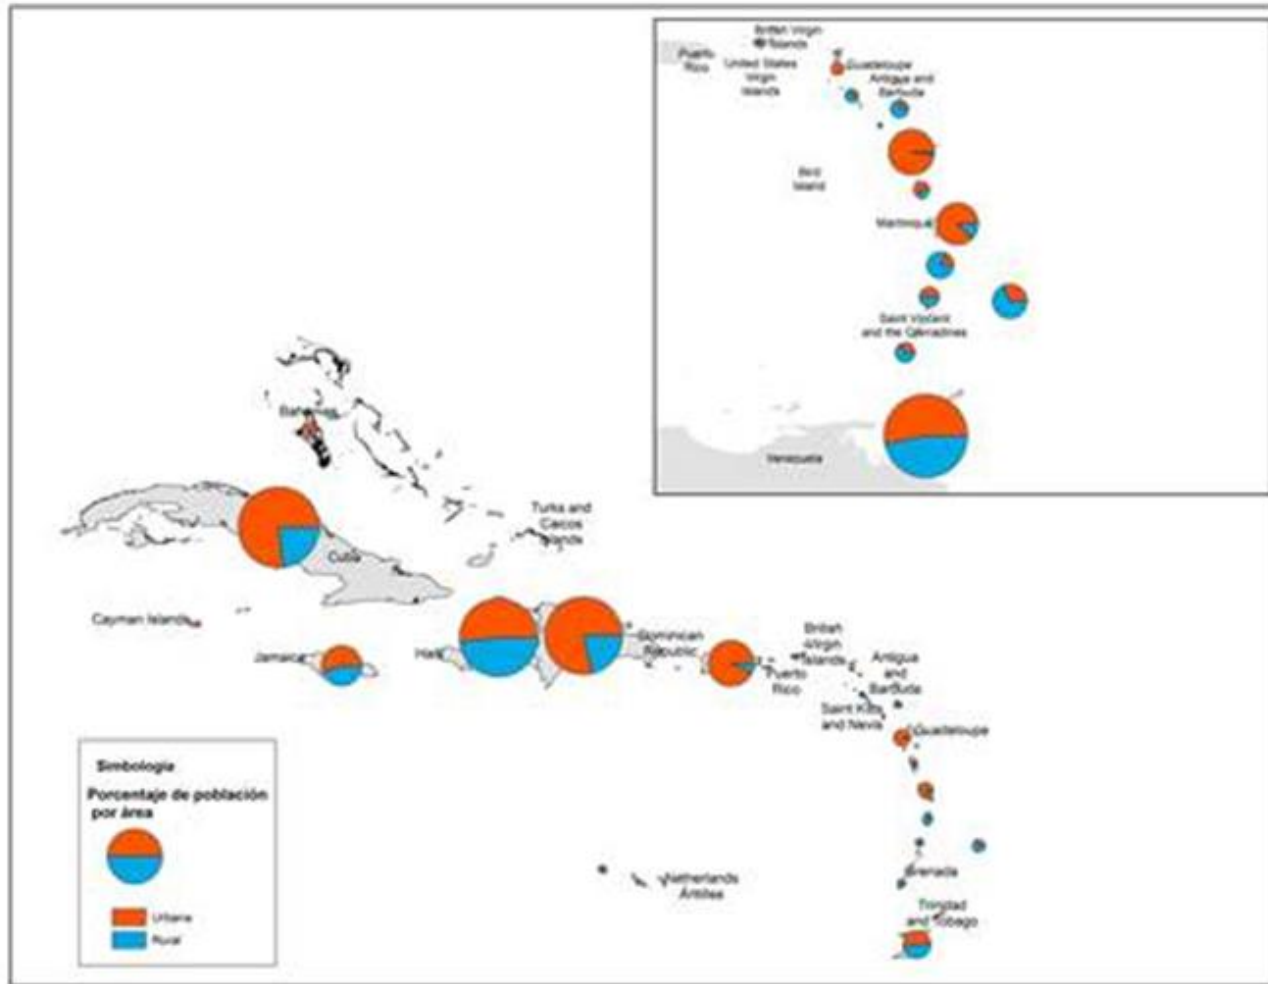 British Virgin
Islands
Puerto
Rico
United States
Virgin
Islands
Guadeloupe
Antigua and
Barbuda
Bird
Island
Martinique
Saint Vincent
and the Grenadines
Venezuela
Bahamas
Turks and
Caicos
Islands
Cuba
Cayman Islands
Jamaica
Haiti
Dominican
Republic
British
Virgin
Islands
Puerto
Rico
Antigua
and
Barbuda
Saint Kitts
and Nevis
Guadeloupe
Simbología
Porcentaje de población
por área
Urbana
Rural
Netherlands
Antilles
Grenada
Trinidad
and Tobago